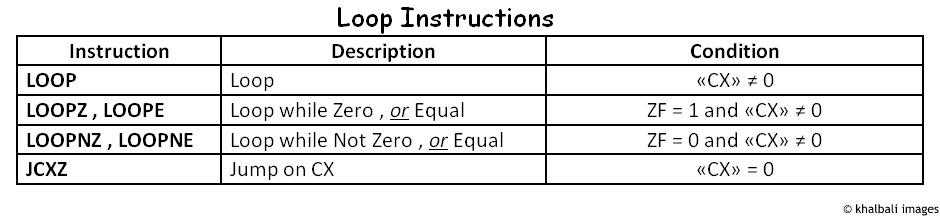 Loop Instructions
Instruction Description Condition
LOOP Loop «CX» ≠ 0
LOOPZ , LOOPE Loop while Zero , or Equal ZF = 1 and «CX» ≠ 0
LOOPNZ , LOOPNE Loop while Not Zero , or Equal ZF = 0 and «CX» ≠ 0
JCXZ Jump on CX «CX» = 0
© khalbali images